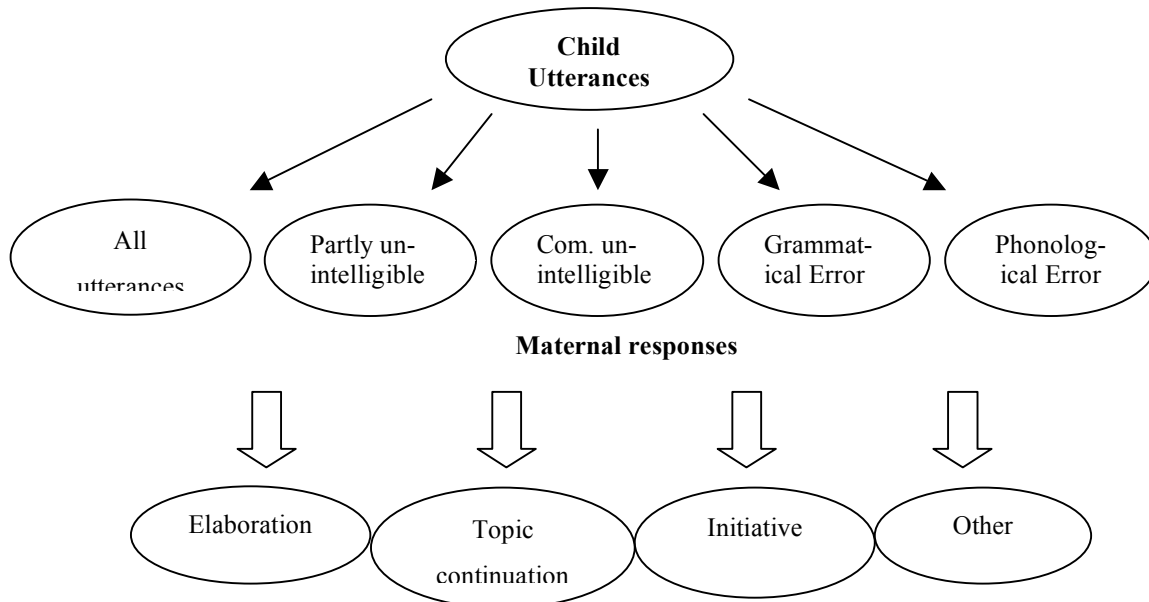 Child
Utterances
All
utterances
Partly un-
intelligible
Com. un-
intelligible
Grammat-
ical Error
Phonolog-
ical Error
Maternal responses
Elaboration
Topic
continuation
Initiative
Other